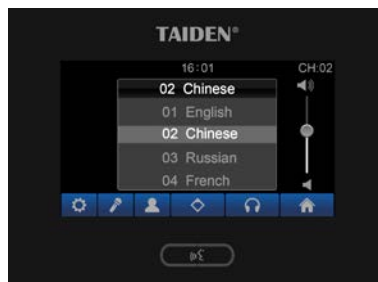 TAIDEN®
16:01 CH:02
02 Chinese
01 English
02 Chinese
03 Russian
04 French